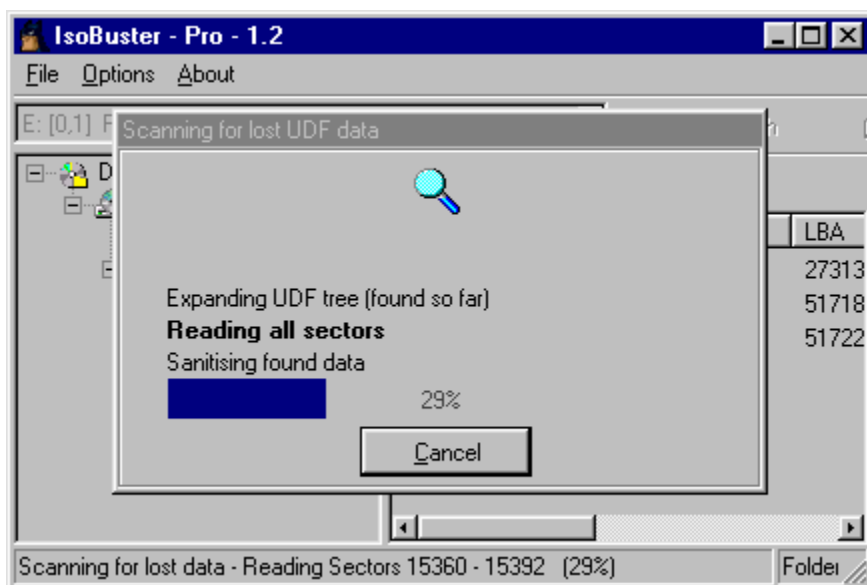 IsoBuster - Pro - 1.2
File Options About
E: [0,1]
Scanning for lost UDF data
LBA
27313
Expanding UDF tree (found so far)
51718
Reading all sectors
51722
Sanitising found data
29%
Cancel
Scanning for lost data - Reading Sectors 15360 - 15392 (29%)
Folder